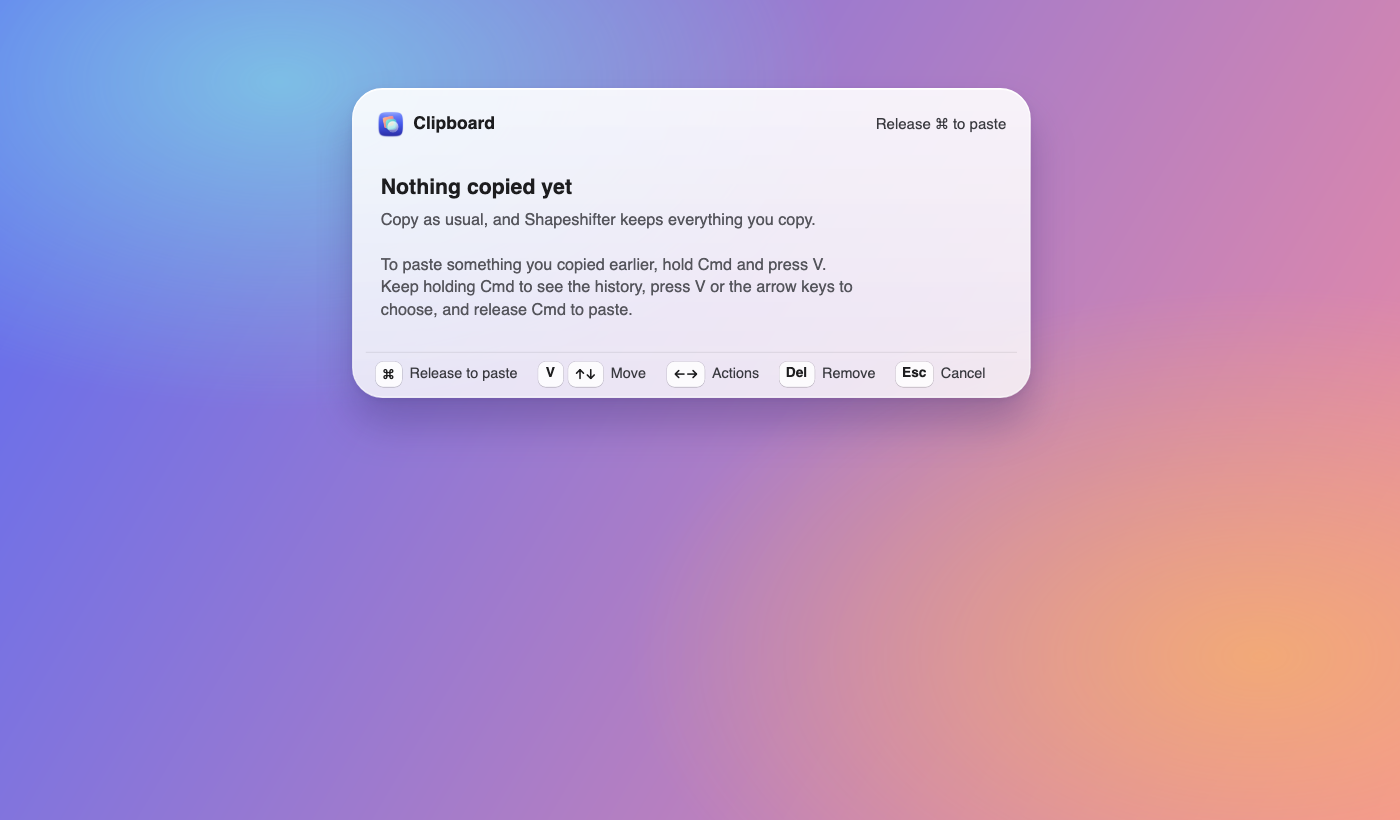 Clipboard
Release ⌘ to paste
Nothing copied yet
Copy as usual, and Shapeshifter keeps everything you copy.
To paste something you copied earlier, hold Cmd and press V.
Keep holding Cmd to see the history, press V or the arrow keys to
choose, and release Cmd to paste.
⌘ Release to paste V ↑↓ Move ←→ Actions Del Remove Esc Cancel